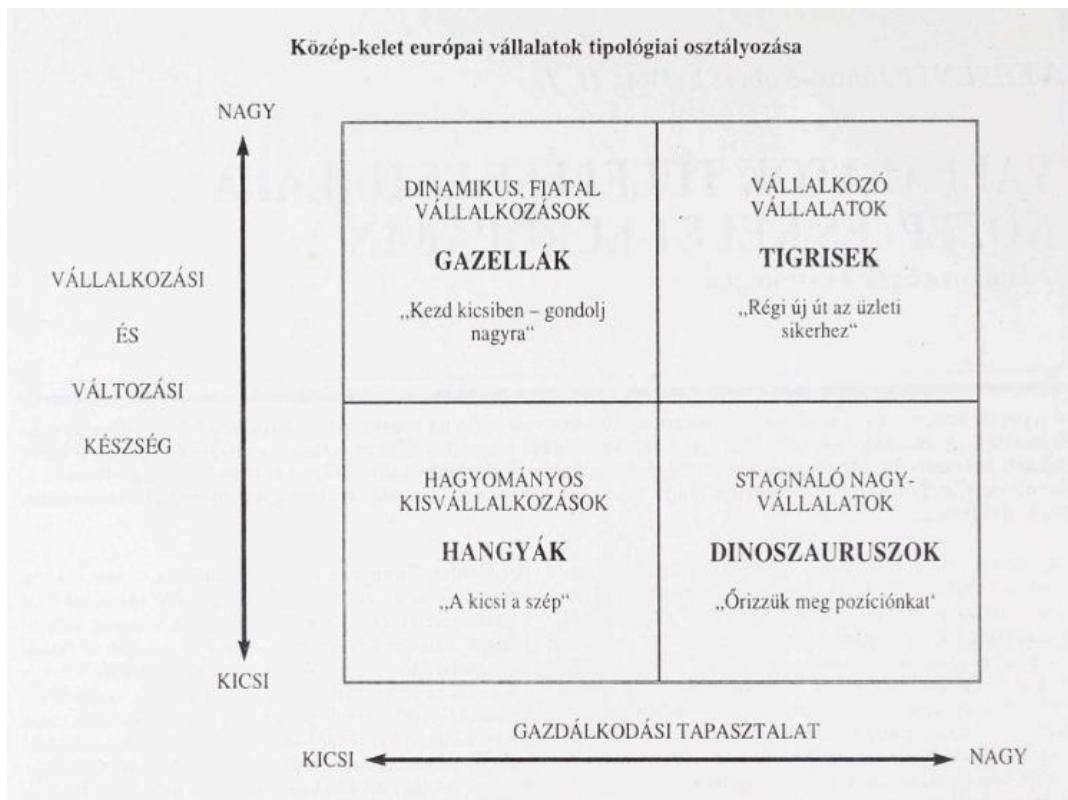 Közép-kelet európai vállalatok tipológiai osztályozása
NAGY
VÁLLALKOZÁSI
ÉS
VÁLTOZÁSI
KÉSZSÉG
KICSI
DINAMIKUS, FIATAL
VÁLLALKOZÁSOK
GAZELLÁK
„Kezd kicsiben – gondolj
nagyra“
VÁLLALKOZÓ
VÁLLALATOK
TIGRISEK
„Régi új út az üzleti
sikerhez“
HAGYOMÁNYOS
KISVÁLLALKOZÁSOK
HANGYÁK
„A kicsi a szép“
STAGNÁLÓ NAGY-
VÁLLALATOK
DINOSZAURUSZOK
„Őrizzük meg pozíciónkat‘
GAZDÁLKODÁSI TAPASZTALAT
KICSI
NAGY